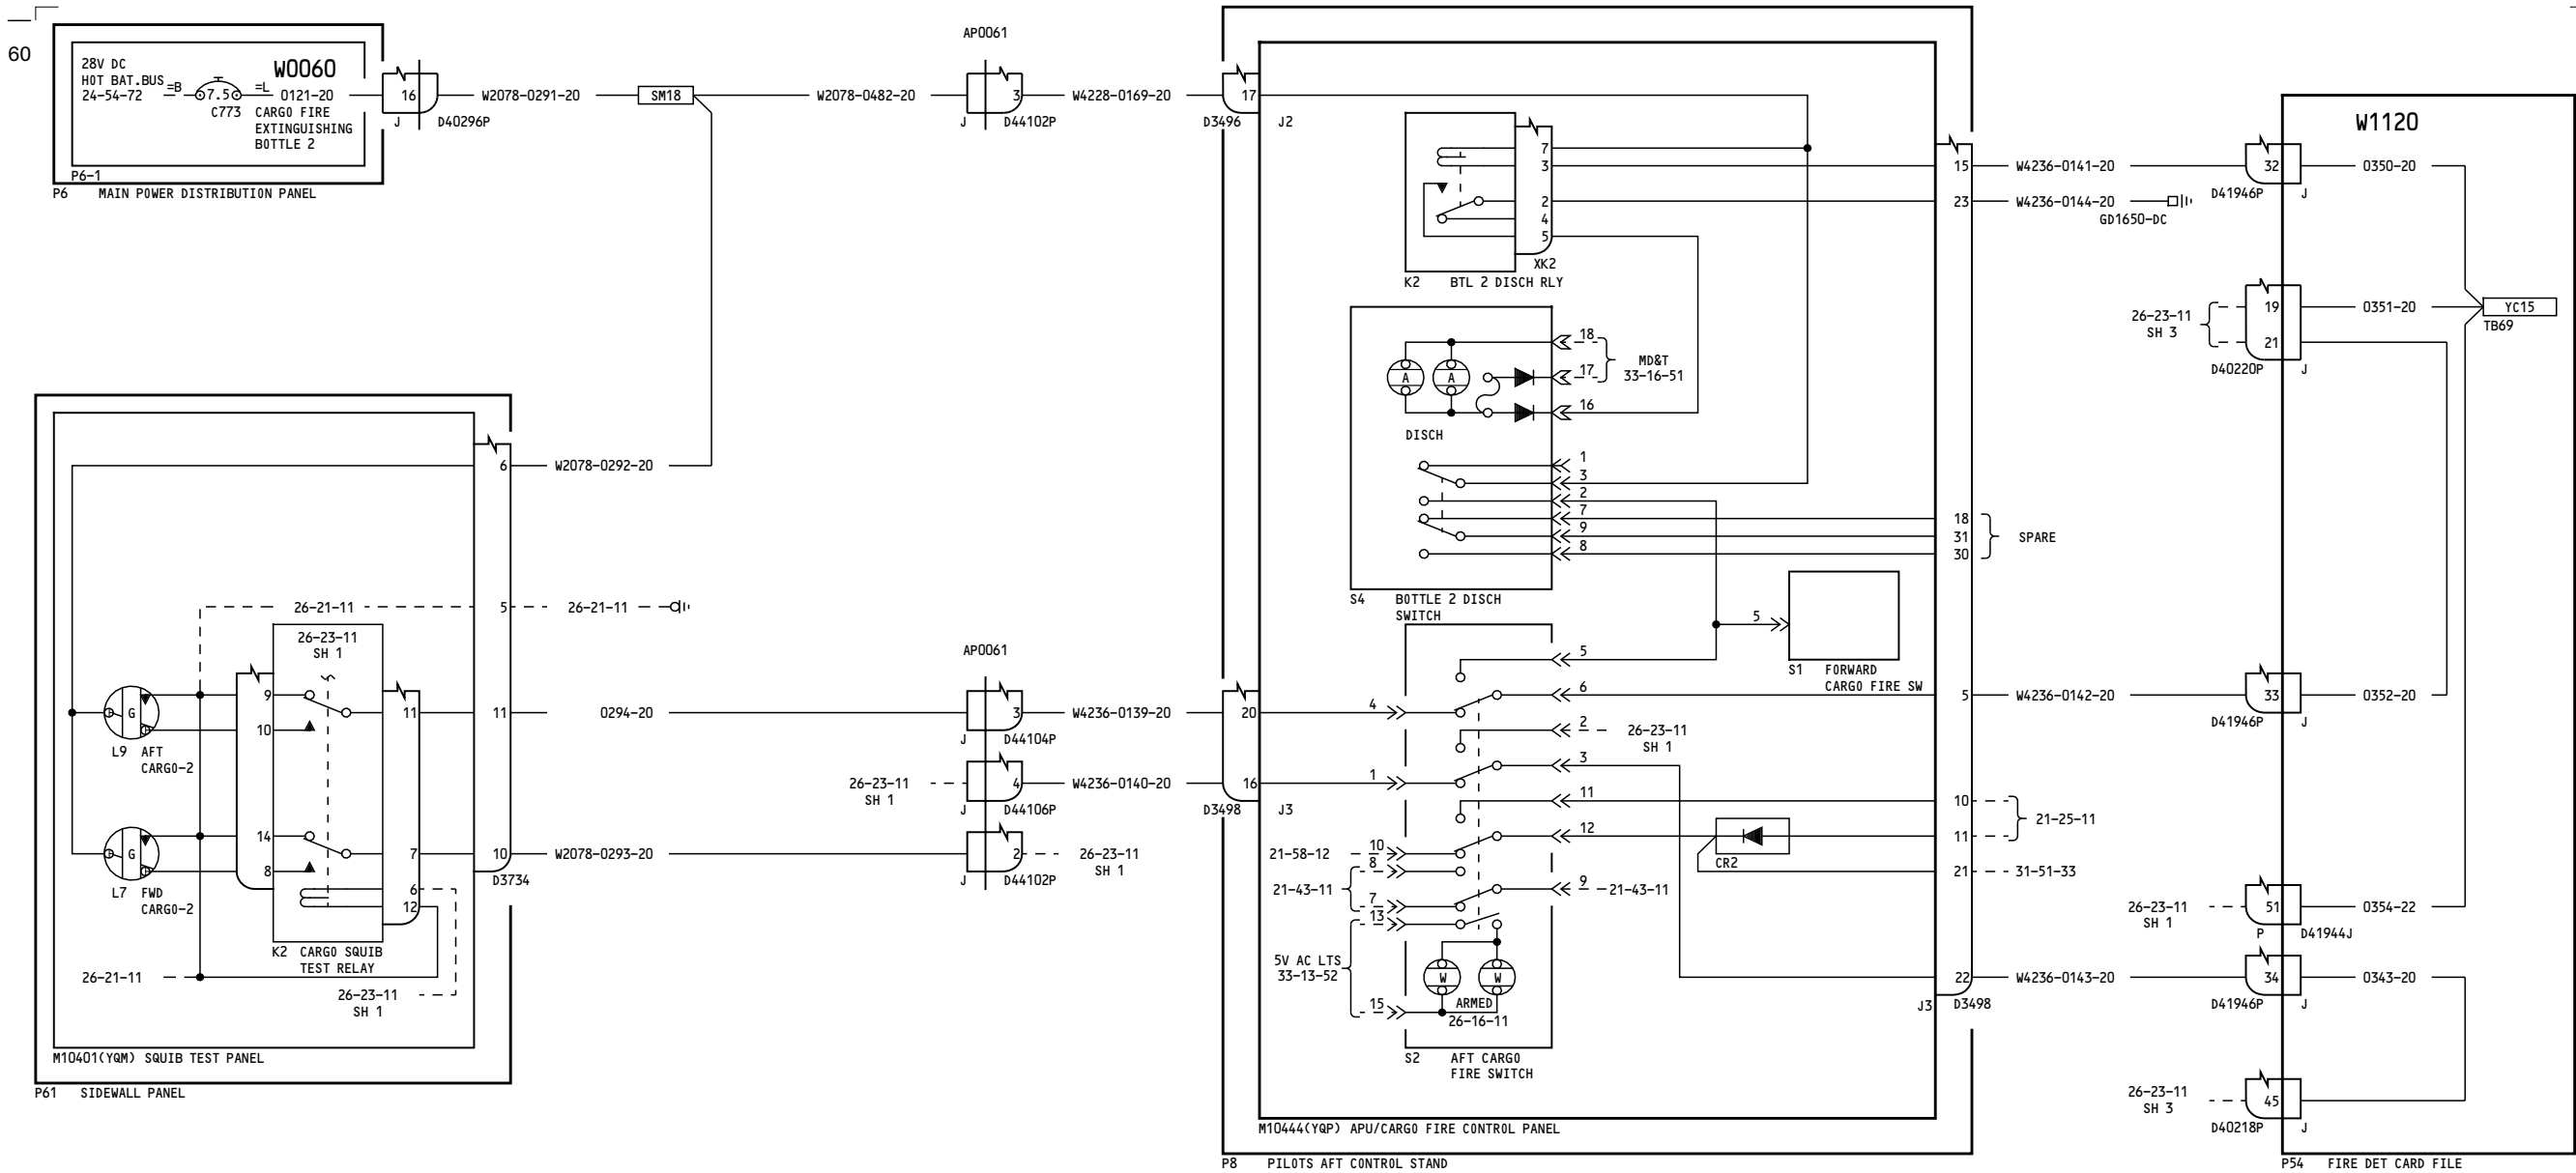 60
28V DC
HOT BAT.BUS
24-54-72
=B
7.5
=L
C773
W0060
0121-20
CARGO FIRE
EXTINGUISHING
BOTTLE 2
P6-1
P6 MAIN POWER DISTRIBUTION PANEL
16
J
D40296P
W2078-0291-20
SM18
W2078-0482-20
AP0061
3
J
D44102P
W4228-0169-20
17
D3496
J2
7
3
2
4
5
XK2
K2 BTL 2 DISCH RLY
15
W4236-0141-20
23
W4236-0144-20
GD1650-DC
W1120
32
D41946P
J
0350-20
26-23-11
SH 3
19
21
D40220P
J
0351-20
YC15
TB69
A
A
18
17
16
MD&T
33-16-51
DISCH
1
3
2
7
9
8
S4 BOTTLE 2 DISCH
SWITCH
18
31
30
SPARE
5
S1 FORWARD
CARGO FIRE SW
6
W2078-0292-20
26-21-11
5
26-21-11
26-23-11
SH 1
G
L9 AFT
CARGO-2
9
10
11
11
0294-20
14
8
7
10
W2078-0293-20
D3734
G
L7 FWD
CARGO-2
6
12
K2 CARGO SQUIB
TEST RELAY
26-21-11
26-23-11
SH 1
M10401(YQM) SQUIB TEST PANEL
P61 SIDEWALL PANEL
AP0061
3
J
D44104P
W4236-0139-20
26-23-11
SH 1
4
J
D44106P
W4236-0140-20
2
J
D44102P
26-23-11
SH 1
20
16
D3498
J3
4
1
5
6
2
26-23-11
SH 1
3
11
12
21-58-12
10
8
21-43-11
7
13
9
21-43-11
5V AC LTS
33-13-52
15
W
W
ARMED
26-16-11
S2 AFT CARGO
FIRE SWITCH
CR2
5
W4236-0142-20
33
D41946P
J
0352-20
10
11
21-25-11
21
31-51-33
26-23-11
SH 1
51
P
D41944J
0354-22
22
J3
D3498
W4236-0143-20
34
D41946P
J
0343-20
26-23-11
SH 3
45
D40218P
J
M10444(YQP) APU/CARGO FIRE CONTROL PANEL
P8 PILOTS AFT CONTROL STAND
P54 FIRE DET CARD FILE